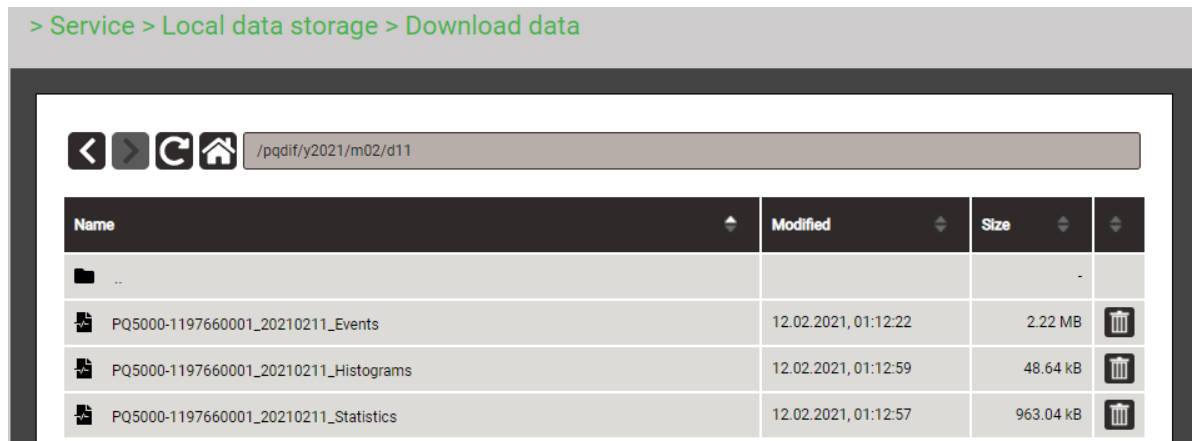 > Service > Local data storage > Download data
/pqdif/y2021/m02/d11
Name Modified Size
.. -
PQ5000-1197660001_20210211_Events 12.02.2021, 01:12:22 2.22 MB
PQ5000-1197660001_20210211_Histograms 12.02.2021, 01:12:59 48.64 kB
PQ5000-1197660001_20210211_Statistics 12.02.2021, 01:12:57 963.04 kB